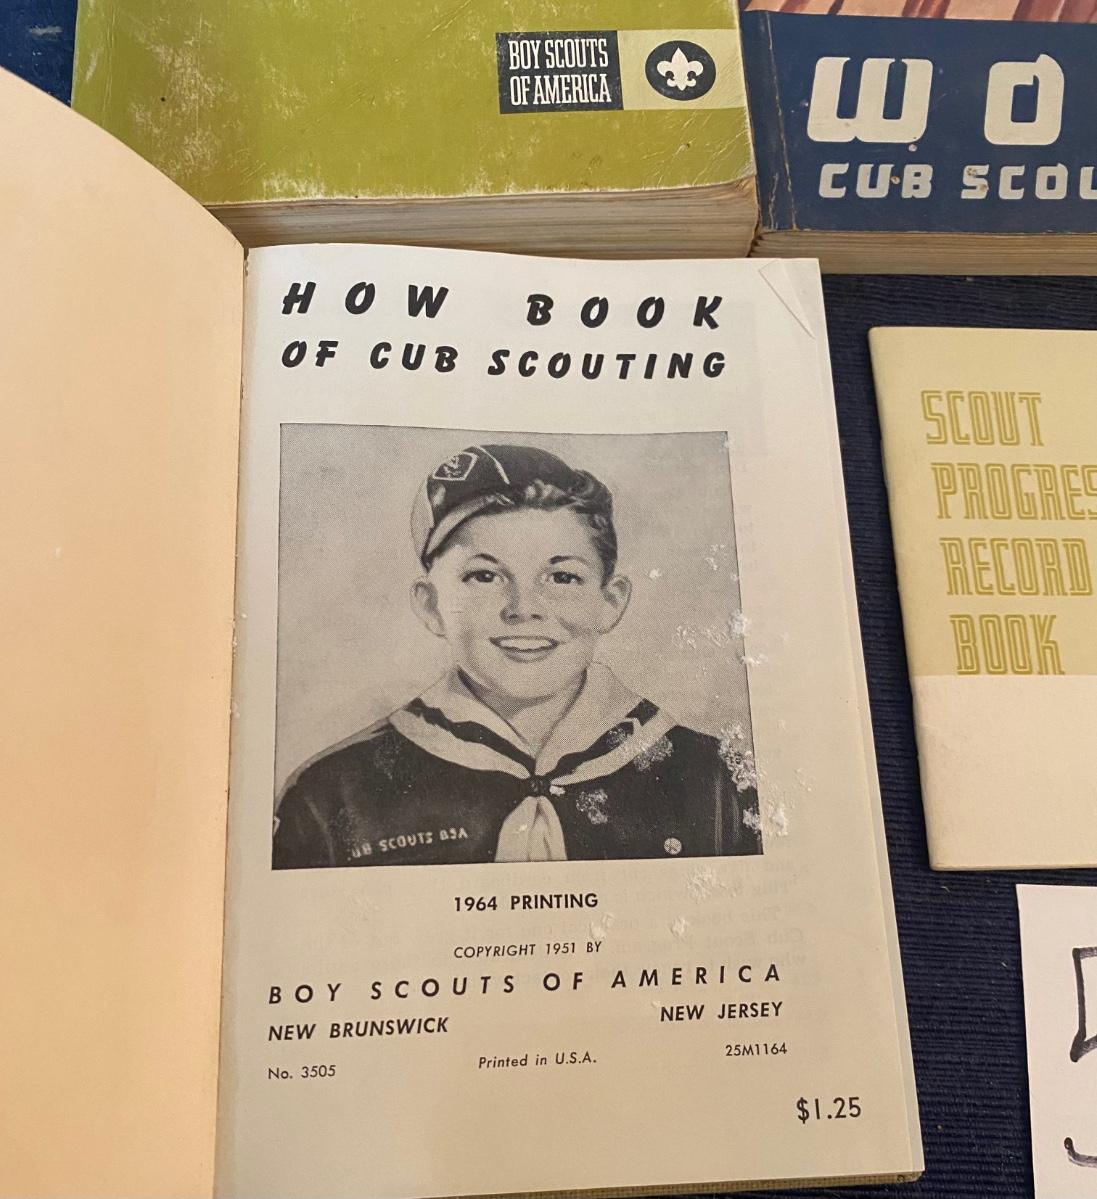 BOY SCOUTS
OF AMERICA
WO
CUB SCOU
HOW BOOK
OF CUB SCOUTING
UB SCOUTS BSA
1964 PRINTING
COPYRIGHT 1951 BY
BOY SCOUTS OF AMERICA
NEW BRUNSWICK NEW JERSEY
No. 3505 Printed in U.S.A. 25M1164
$1.25
SCOUT
PROGRES
RECORD
BOOK